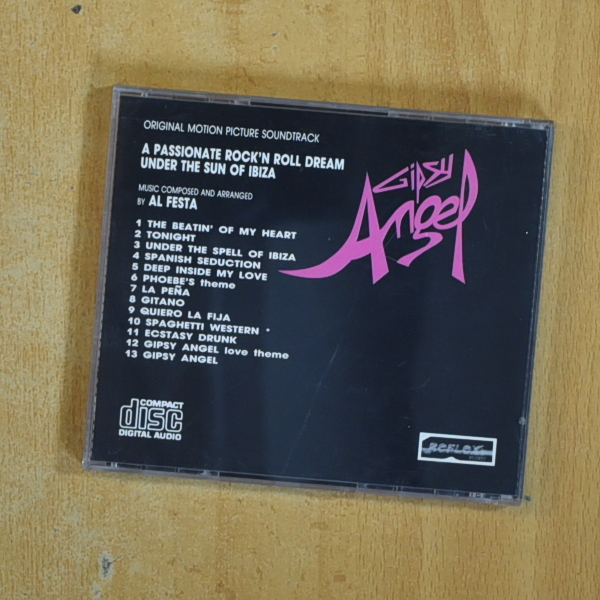 ORIGINAL MOTION PICTURE SOUNDTRACK
A PASSIONATE ROCK'N ROLL DREAM
UNDER THE SUN OF IBIZA
MUSIC COMPOSED AND ARRANGED
BY AL FESTA
Gipsy
Angel
1 THE BEATIN' OF MY HEART
2 TONIGHT
3 UNDER THE SPELL OF IBIZA
4 SPANISH SEDUCTION
5 DEEP INSIDE MY LOVE
6 PHOEBE'S theme
7 LA PEÑA
8 GITANO
9 QUIERO LA FIJA
10 SPAGHETTI WESTERN *
11 ECSTASY DRUNK
12 GIPSY ANGEL love theme
13 GIPSY ANGEL
COMPACT
disc
DIGITAL AUDIO
REFLEX